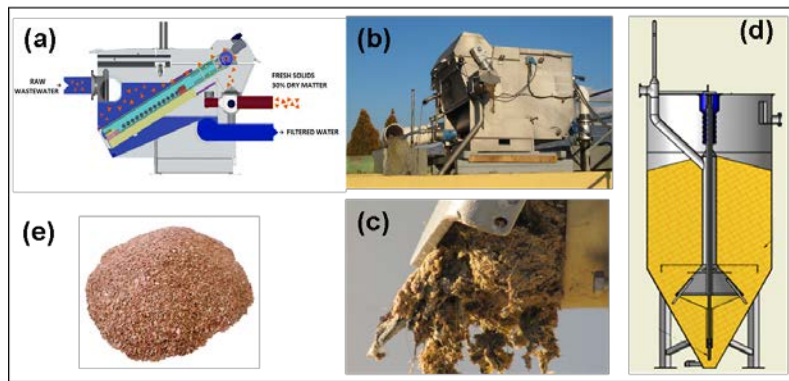 (a)
RAW
WASTEWATER
FRESH SOLIDS
30% DRY MATTER
FILTERED WATER
(b)
(c)
(d)
(e)